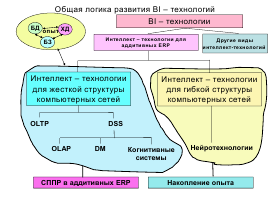 Общая логика развития BI – технологий
BI – технологии
БД
ХД
опыт
БЗ
Интеллект – технологии для
аддитивных ERP
Другие виды
интеллект-технологий
Интеллект – технологии
для жесткой структуры
компьютерных сетей
Интеллект – технологии
для гибкой структуры
компьютерных сетей
OLTP
DSS
OLAP
DM
Когнитивные
системы
Нейротехнологии
СППР в аддитивных ERP
Накопление опыта